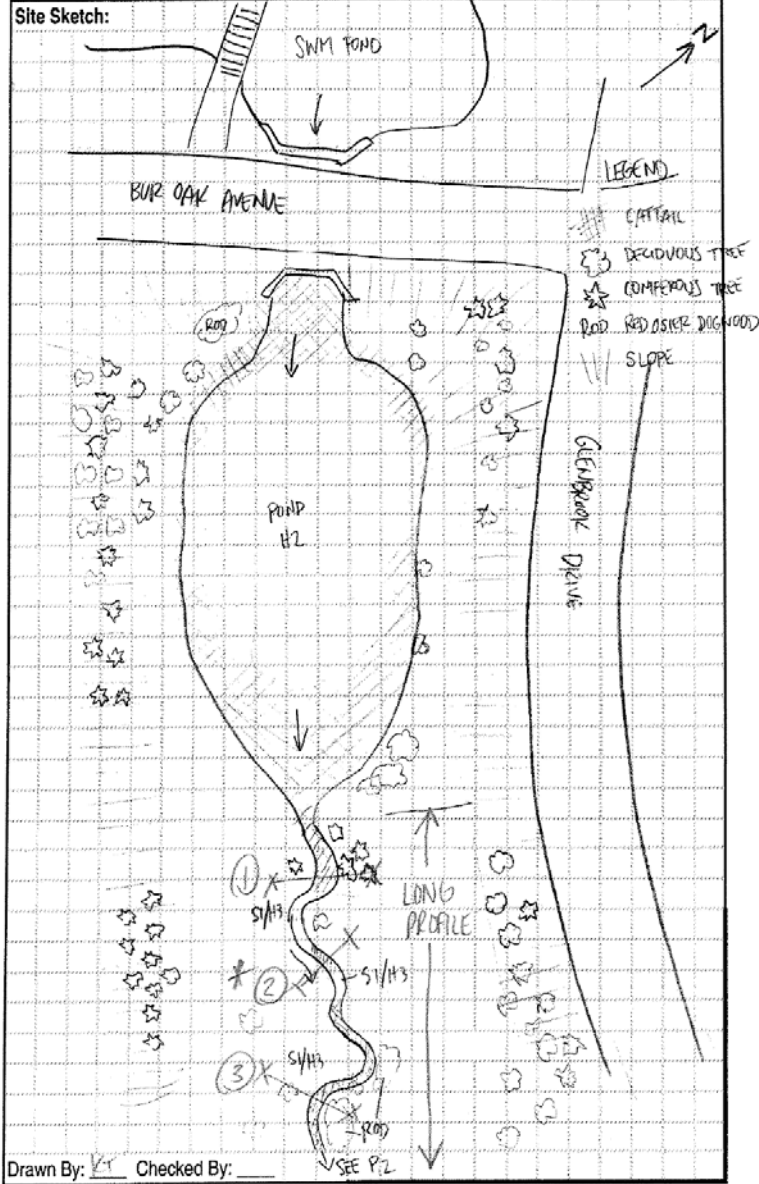 Site Sketch:
SWM POND
N
BUR OAK AVENUE
LEGEND
CATTAIL
DECIDUOUS TREE
CONIFEROUS TREE
ROD RED OSIER DOGWOOD
SLOPE
ROD
GLENBROOK DRIVE
POND
H2
1
S1/H3
LONG
PROFILE
* 2
S1/H3
3
S1/H3
ROD
SEE P.2
Drawn By: KT Checked By: